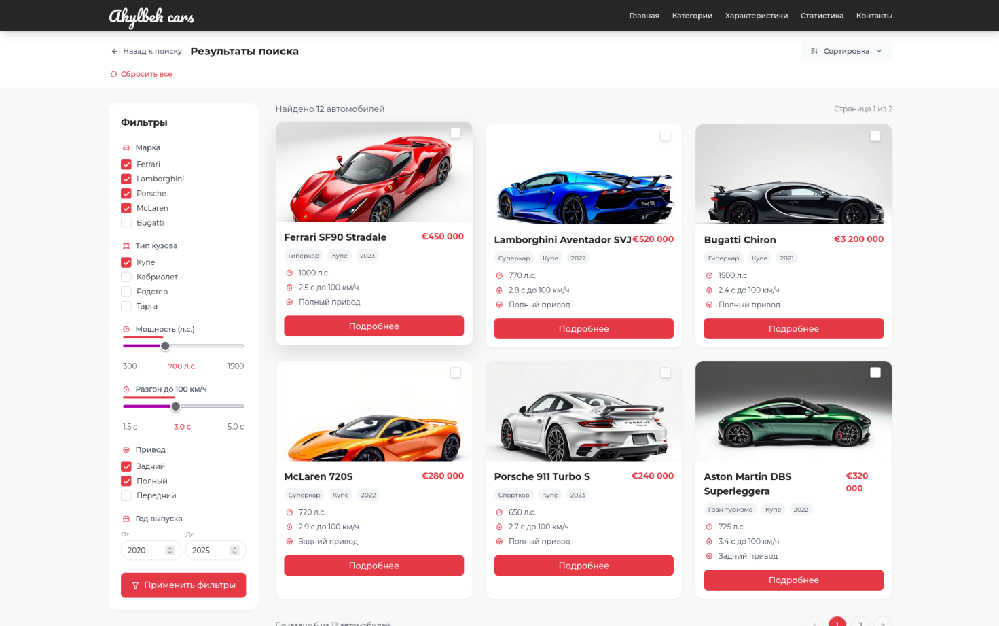 Akylbek cars
Главная Категории Характеристики Статистика Контакты
Назад к поиску Результаты поиска Сортировка
Сбросить все
Фильтры
Марка
Ferrari
Lamborghini
Porsche
McLaren
Bugatti
Тип кузова
Купе
Кабриолет
Родстер
Тарга
Мощность (л.с.)
300 700 л.с. 1500
Разгон до 100 км/ч
1.5 с 3.0 с 5.0 с
Привод
Задний
Полный
Передний
Год выпуска
От До
2020 2025
Применить фильтры
Найдено 12 автомобилей Страница 1 из 2
Ferrari SF90 Stradale €450 000
Гиперкар Купе 2023
1000 л.с.
2.5 с до 100 км/ч
Полный привод
Подробнее
Lamborghini Aventador SVJ €520 000
Суперкар Купе 2022
770 л.с.
2.8 с до 100 км/ч
Полный привод
Подробнее
Bugatti Chiron €3 200 000
Гиперкар Купе 2021
1500 л.с.
2.4 с до 100 км/ч
Полный привод
Подробнее
McLaren 720S €280 000
Суперкар Купе 2022
720 л.с.
2.9 с до 100 км/ч
Задний привод
Подробнее
PORSCHE
Porsche 911 Turbo S €240 000
Спорткар Купе 2023
650 л.с.
2.7 с до 100 км/ч
Полный привод
Подробнее
Aston Martin DBS €320
Superleggera 000
Гран-туризмо Купе 2022
725 л.с.
3.4 с до 100 км/ч
Задний привод
Подробнее
Показано 6 из 12 автомобилей
1 2